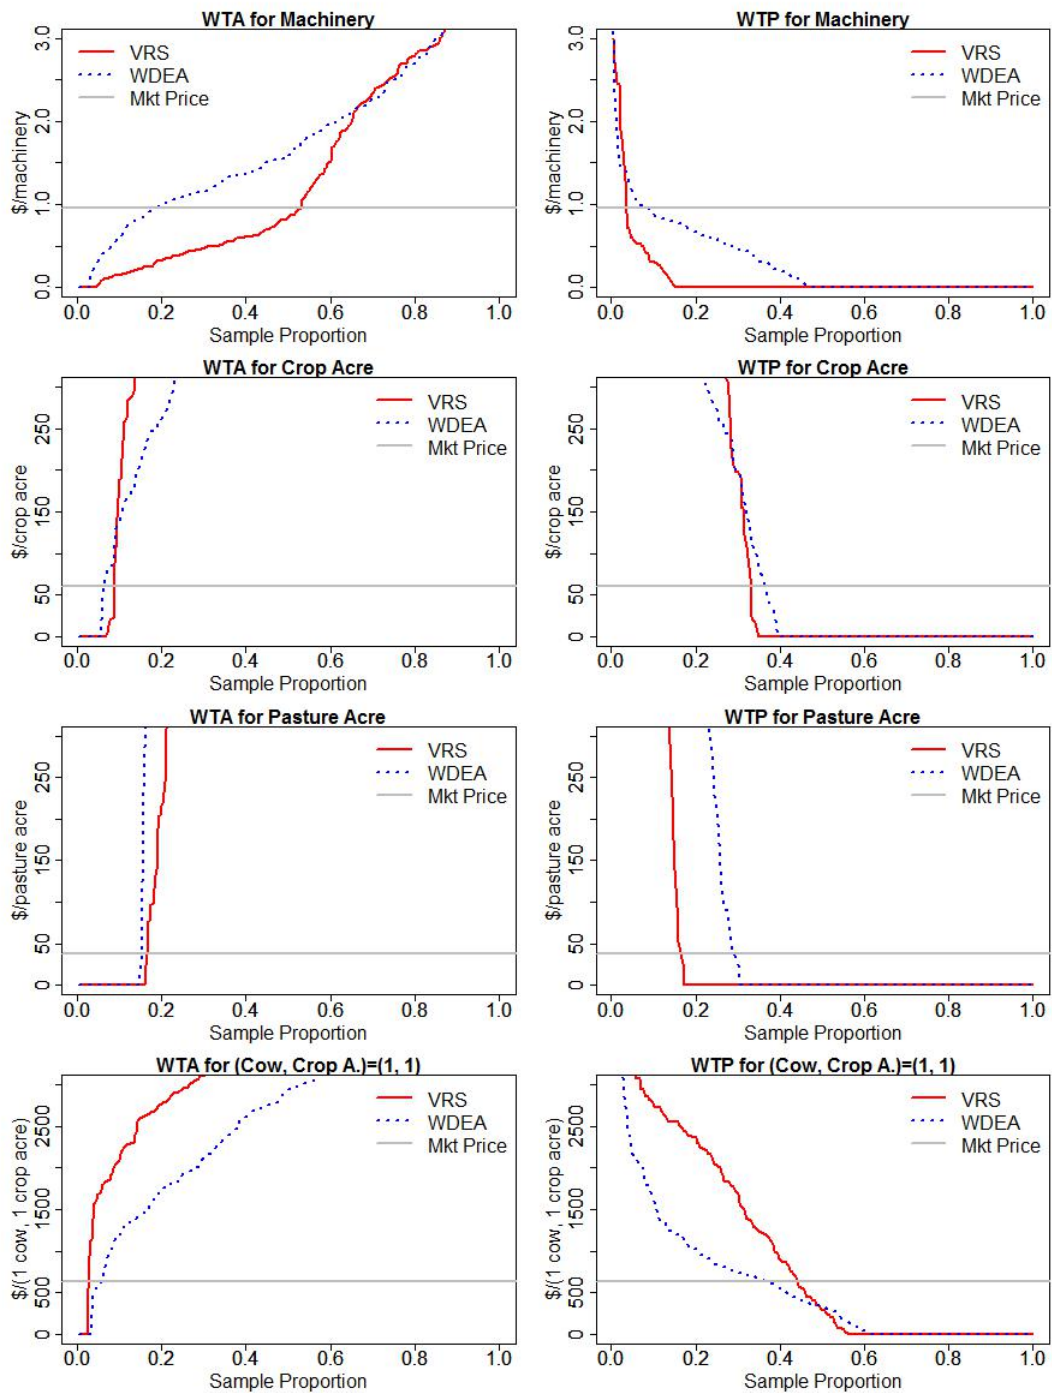 WTA for Machinery
$/machinery
3.0
2.0
1.0
0.0
VRS
WDEA
Mkt Price
0.0 0.2 0.4 0.6 0.8 1.0
Sample Proportion
WTP for Machinery
$/machinery
3.0
2.0
1.0
0.0
VRS
WDEA
Mkt Price
0.0 0.2 0.4 0.6 0.8 1.0
Sample Proportion
WTA for Crop Acre
$/crop acre
250
150
50
0
VRS
WDEA
Mkt Price
0.0 0.2 0.4 0.6 0.8 1.0
Sample Proportion
WTP for Crop Acre
$/crop acre
250
150
50
0
VRS
WDEA
Mkt Price
0.0 0.2 0.4 0.6 0.8 1.0
Sample Proportion
WTA for Pasture Acre
$/pasture acre
250
150
50
0
VRS
WDEA
Mkt Price
0.0 0.2 0.4 0.6 0.8 1.0
Sample Proportion
WTP for Pasture Acre
$/pasture acre
250
150
50
0
VRS
WDEA
Mkt Price
0.0 0.2 0.4 0.6 0.8 1.0
Sample Proportion
WTA for (Cow, Crop A.)=(1, 1)
$/(1 cow, 1 crop acre)
2500
1500
500
0
VRS
WDEA
Mkt Price
0.0 0.2 0.4 0.6 0.8 1.0
Sample Proportion
WTP for (Cow, Crop A.)=(1, 1)
$/(1 cow, 1 crop acre)
2500
1500
500
0
VRS
WDEA
Mkt Price
0.0 0.2 0.4 0.6 0.8 1.0
Sample Proportion